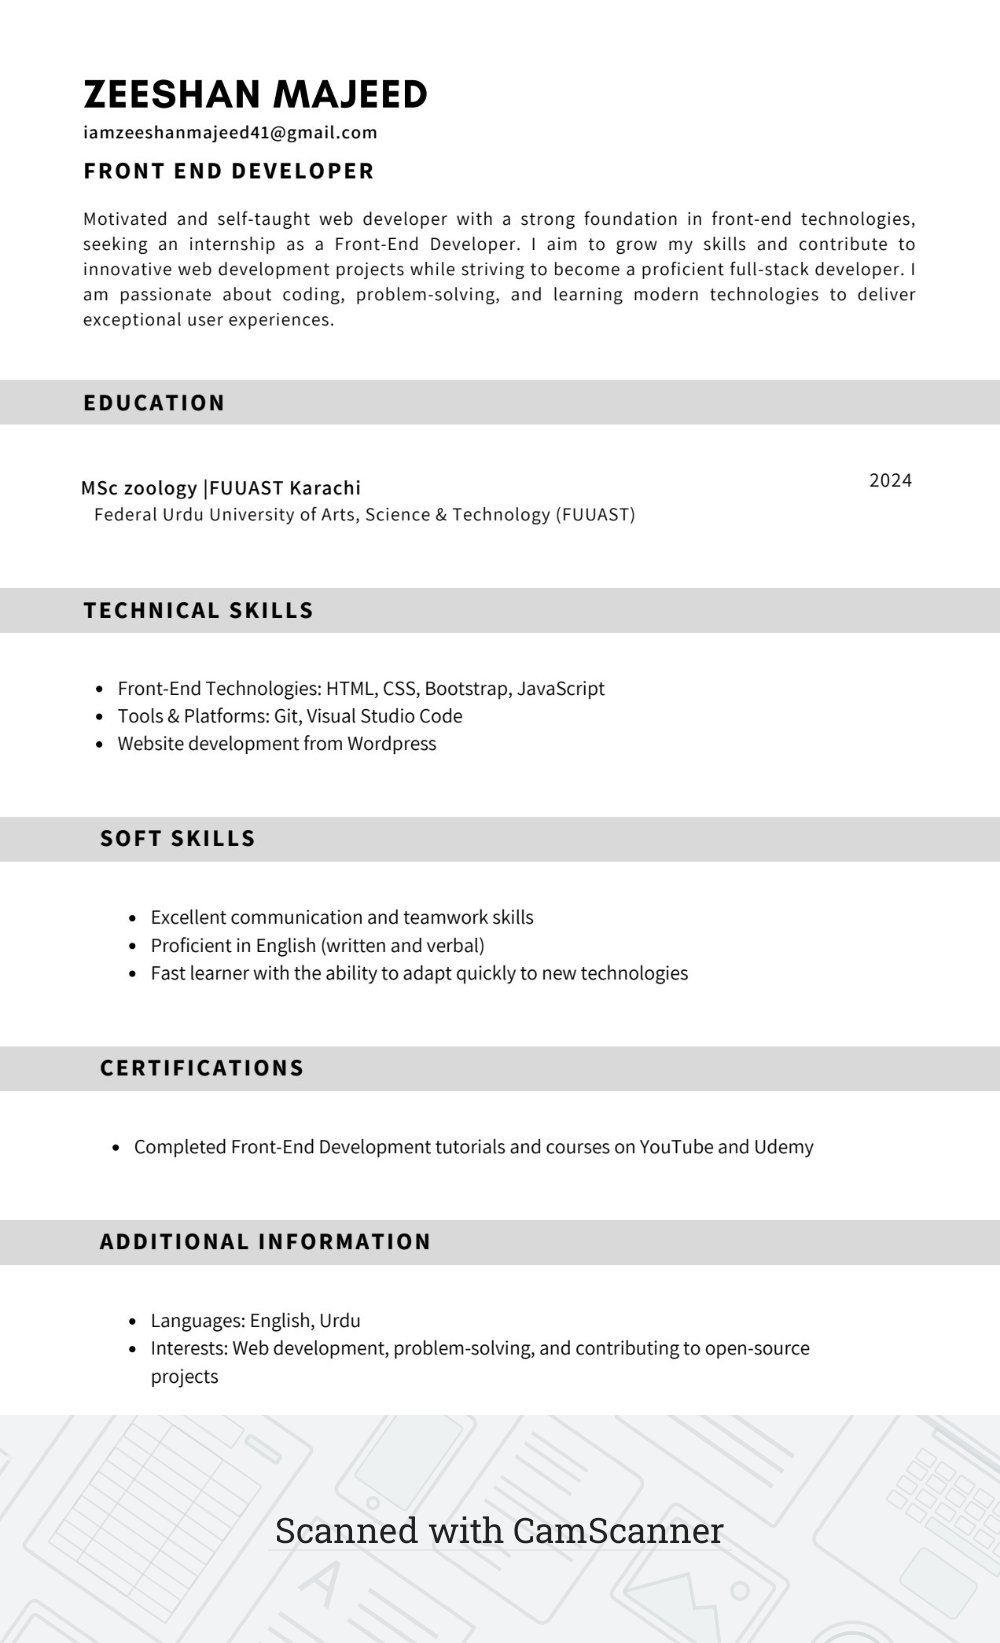 ZEESHAN MAJEED
iamzeeshanmajeed41@gmail.com
FRONT END DEVELOPER
Motivated and self-taught web developer with a strong foundation in front-end technologies,
seeking an internship as a Front-End Developer. I aim to grow my skills and contribute to
innovative web development projects while striving to become a proficient full-stack developer. I
am passionate about coding, problem-solving, and learning modern technologies to deliver
exceptional user experiences.
EDUCATION
MSc zoology |FUUAST Karachi
2024
Federal Urdu University of Arts, Science & Technology (FUUAST)
TECHNICAL SKILLS
• Front-End Technologies: HTML, CSS, Bootstrap, JavaScript
• Tools & Platforms: Git, Visual Studio Code
• Website development from Wordpress
SOFT SKILLS
• Excellent communication and teamwork skills
• Proficient in English (written and verbal)
• Fast learner with the ability to adapt quickly to new technologies
CERTIFICATIONS
• Completed Front-End Development tutorials and courses on YouTube and Udemy
ADDITIONAL INFORMATION
• Languages: English, Urdu
• Interests: Web development, problem-solving, and contributing to open-source
projects
Scanned with CamScanner